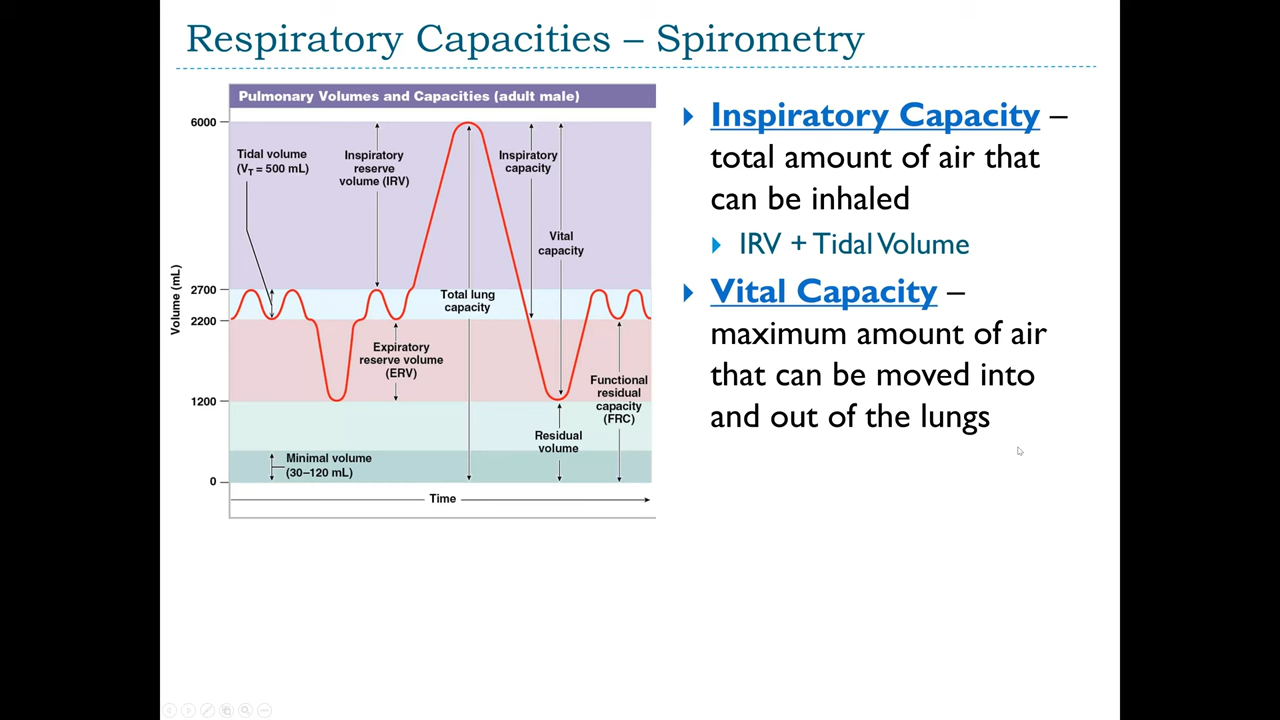 Respiratory Capacities – Spirometry
Pulmonary Volumes and Capacities (adult male)
6000
2700
2200
1200
0
Volume (mL)
Tidal volume
(VT = 500 mL)
Inspiratory
reserve
volume (IRV)
Inspiratory
capacity
Vital
capacity
Total lung
capacity
Expiratory
reserve volume
(ERV)
Functional
residual
capacity
(FRC)
Residual
volume
Minimal volume
(30–120 mL)
Time
Inspiratory Capacity –
total amount of air that
can be inhaled
IRV + Tidal Volume
Vital Capacity –
maximum amount of air
that can be moved into
and out of the lungs